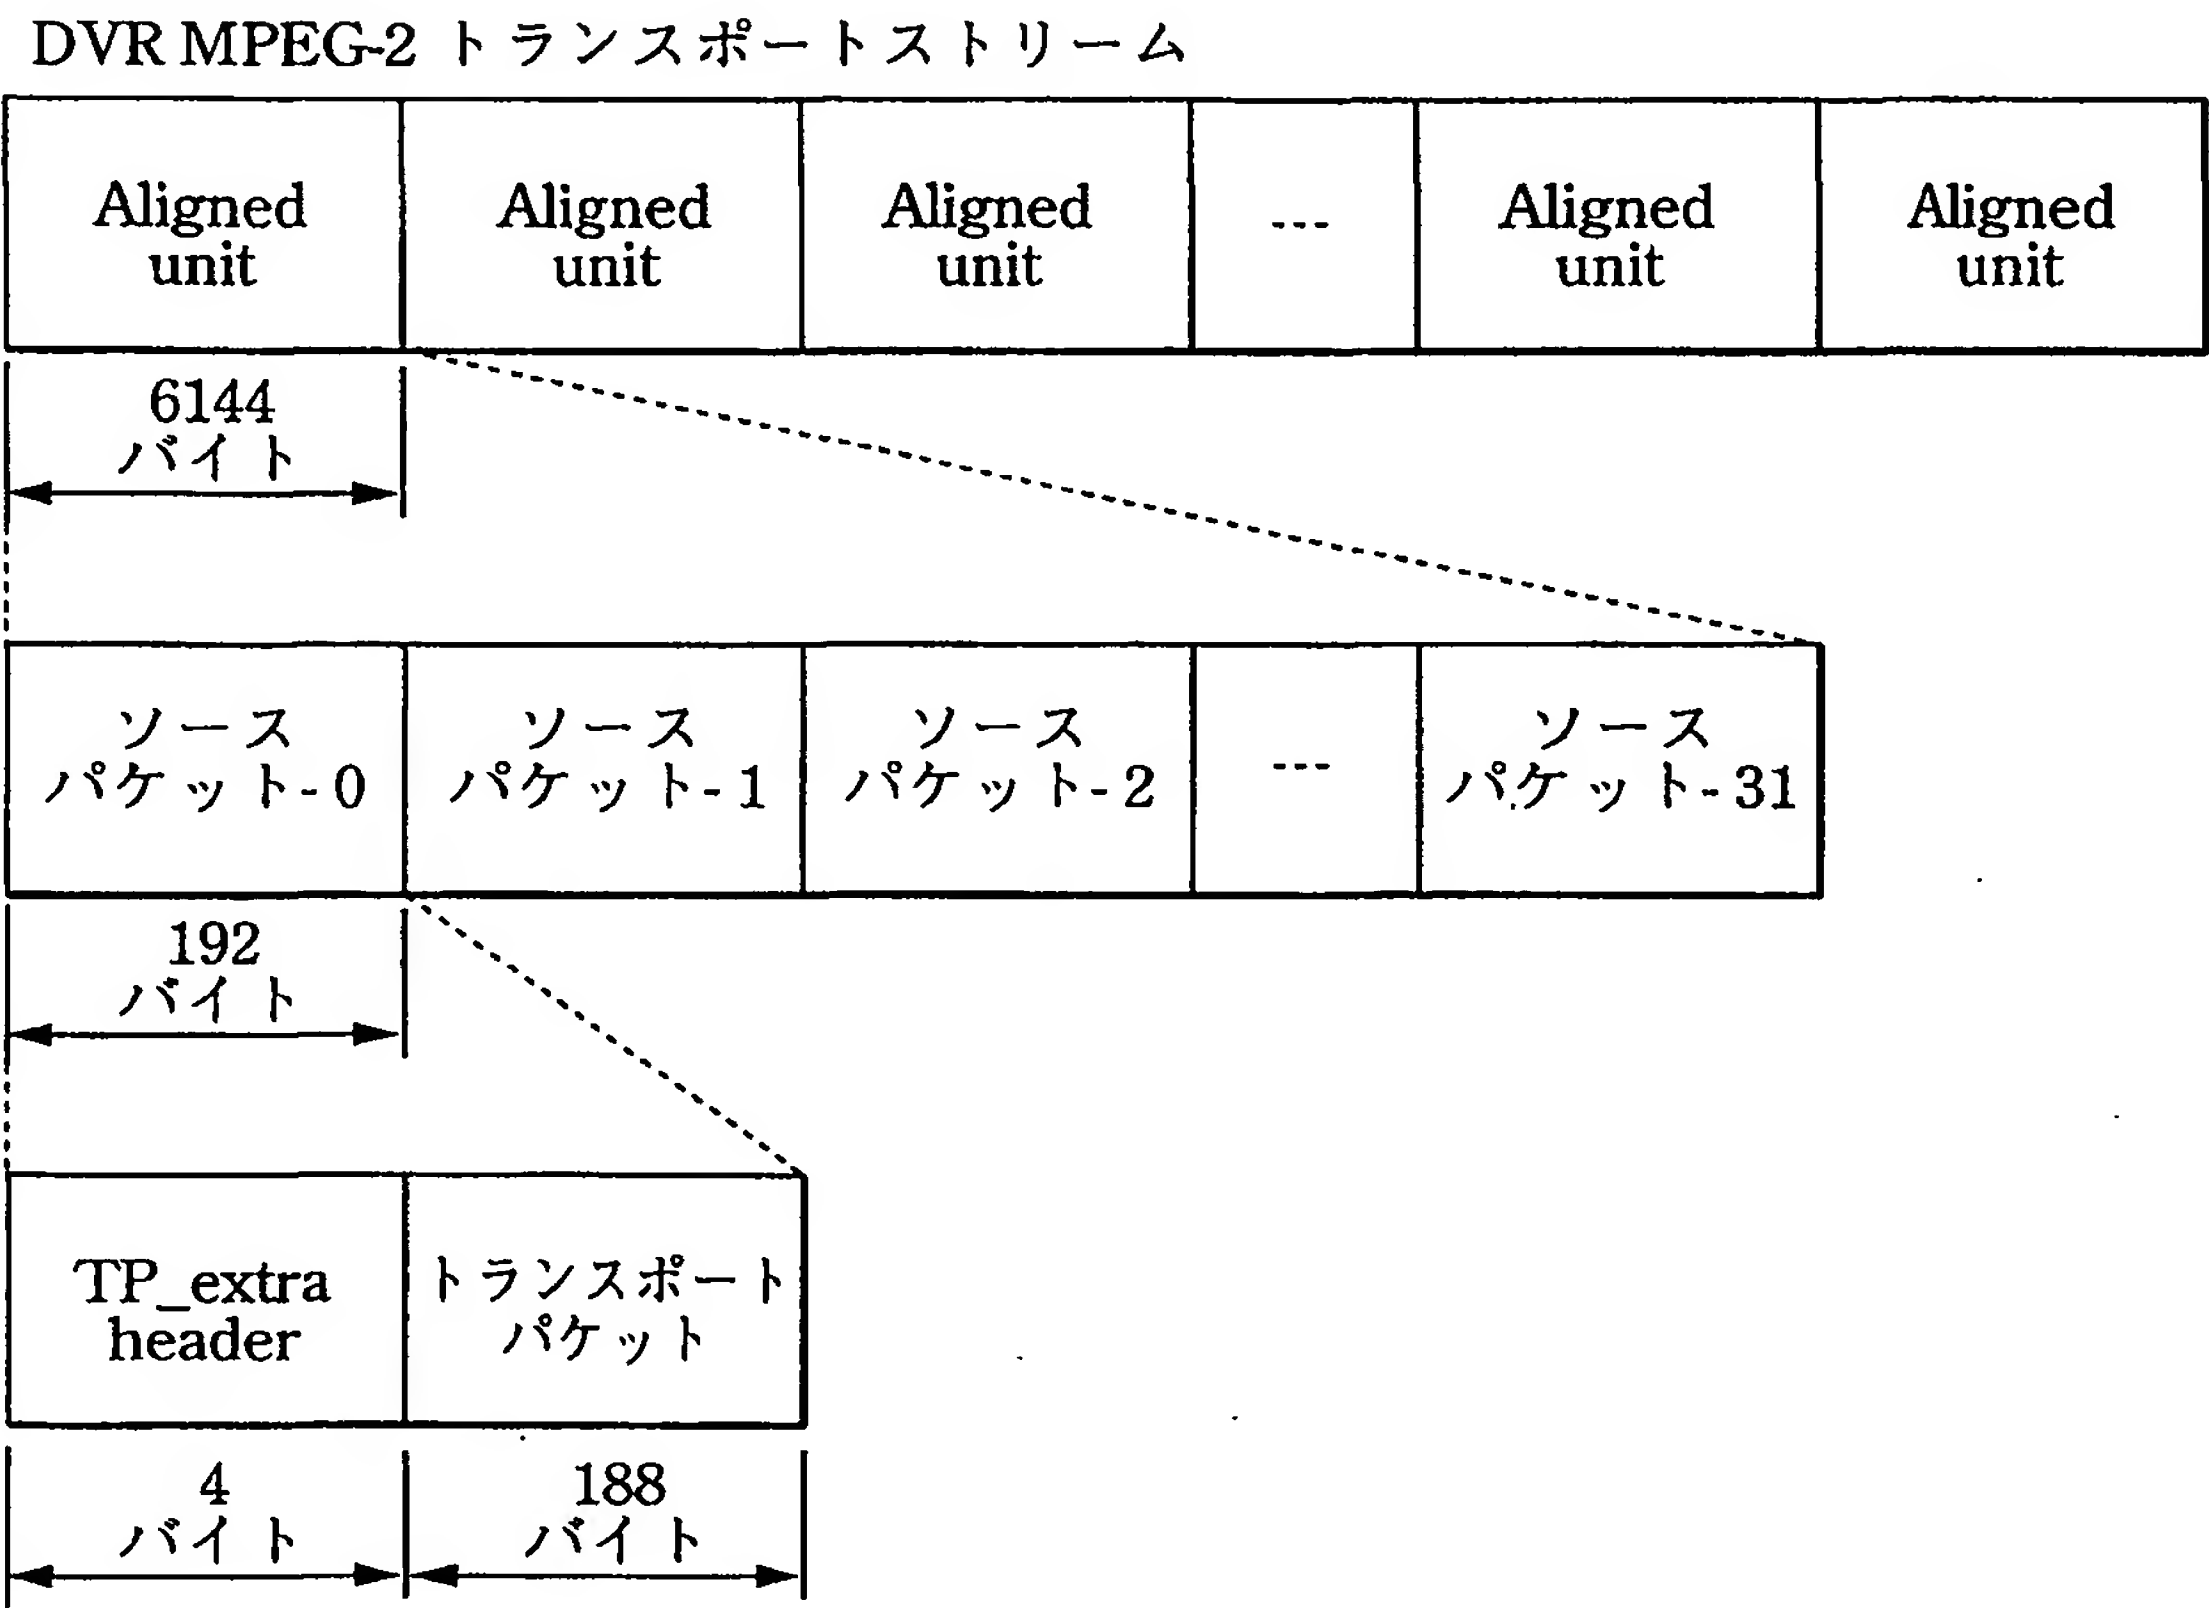 DVR MPEG-2 トランスポートストリーム
Aligned
unit
Aligned
unit
Aligned
unit
---
Aligned
unit
Aligned
unit
6144
バイト
ソース
パケット-0
ソース
パケット-1
ソース
パケット-2
---
ソース
パケット-31
192
バイト
TP_extra
header
トランスポート
パケット
4
バイト
188
バイト